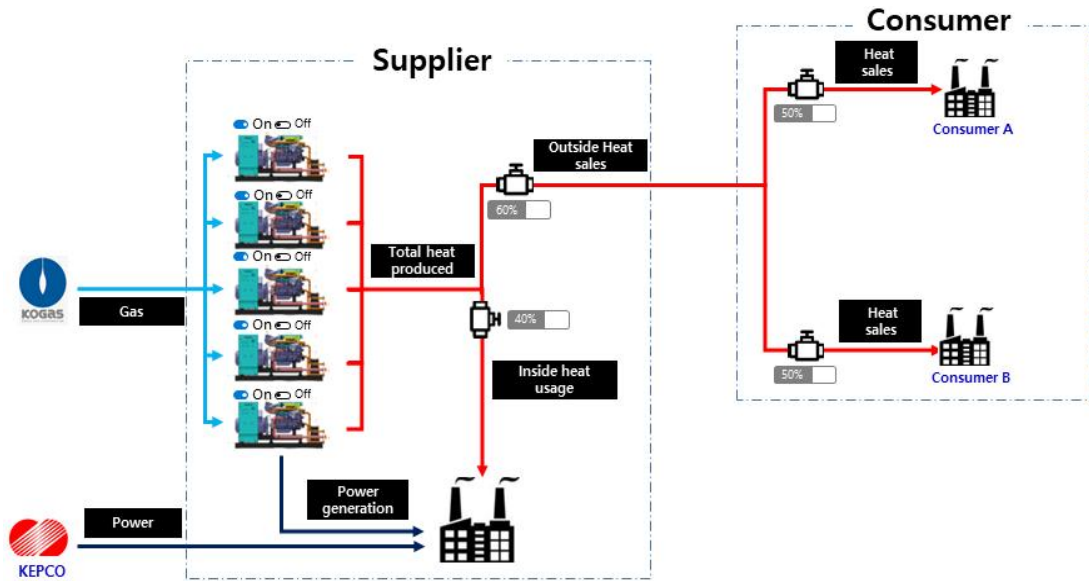 Consumer
Supplier
Heat
sales
50%
Consumer A
On Off
Outside Heat
sales
60%
On Off
Total heat
produced
On Off
KOGAS
Gas
40%
Heat
sales
On Off
Inside heat
usage
50%
Consumer B
On Off
Power
generation
Power
KEPCO